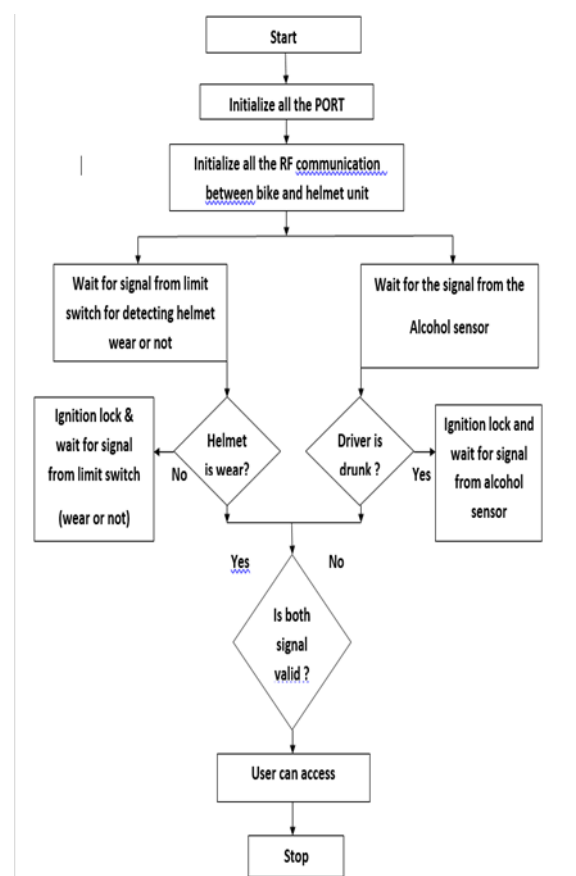 Start
Initialize all the PORT
Initialize all the RF communication
between bike and helmet unit
Wait for signal from limit
switch for detecting helmet
wear or not
Wait for the signal from the
Alcohol sensor
Ignition lock &
wait for signal
from limit switch
(wear or not)
No
Helmet
is wear?
Driver is
drunk ?
Yes
Ignition lock and
wait for signal
from alcohol
sensor
Yes
No
Is both
signal
valid ?
User can access
Stop